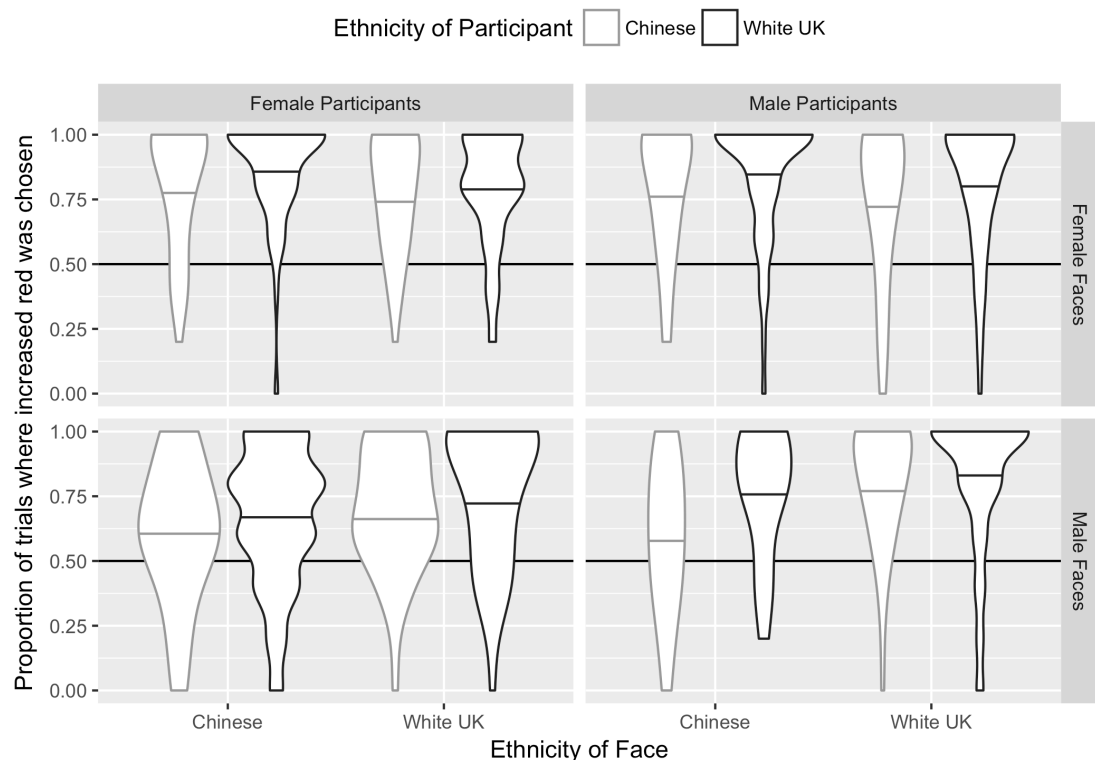 Ethnicity of Participant Chinese White UK
Female Participants Male Participants
Proportion of trials where increased red was chosen
1.00
0.75
0.50
0.25
0.00
Female Faces
1.00
0.75
0.50
0.25
0.00
Male Faces
Chinese White UK Chinese White UK
Ethnicity of Face